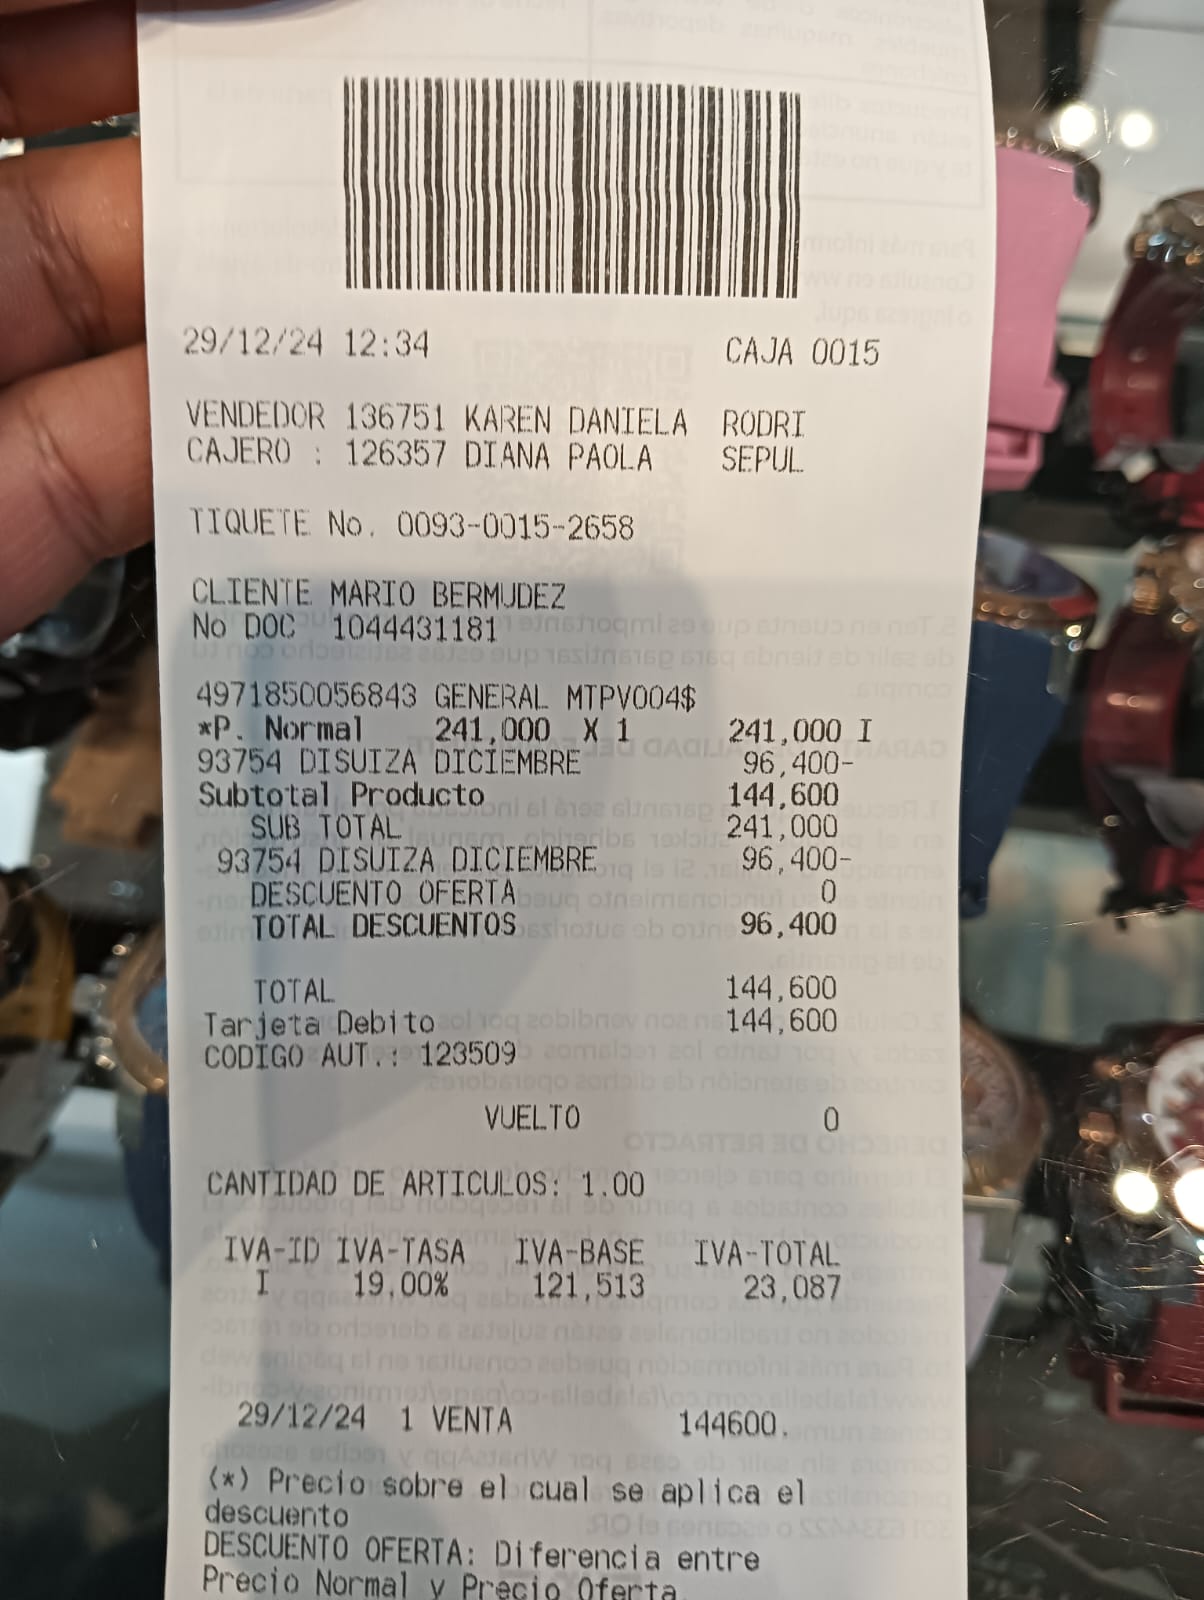 29/12/24 12:34 CAJA 0015
VENDEDOR 136751 KAREN DANIELA RODRI
CAJERO : 126357 DIANA PAOLA SEPUL
TIQUETE No. 0093-0015-2658
CLIENTE MARIO BERMUDEZ
No DOC 1044431181
4971850056843 GENERAL MTPV004$
*P. Normal 241,000 X 1 241,000 I
93754 DISUIZA DICIEMBRE 96,400-
Subtotal Producto 144,600
SUB TOTAL 241,000
93754 DISUIZA DICIEMBRE 96,400-
DESCUENTO OFERTA 0
TOTAL DESCUENTOS 96,400
TOTAL 144,600
Tarjeta Debito 144,600
CODIGO AUT.: 123509
VUELTO 0
CANTIDAD DE ARTICULOS: 1.00
IVA-ID IVA-TASA IVA-BASE IVA-TOTAL
I 19.00% 121,513 23,087
29/12/24 1 VENTA 144600.
(*) Precio sobre el cual se aplica el
descuento
DESCUENTO OFERTA: Diferencia entre
Precio Normal y Precio Oferta